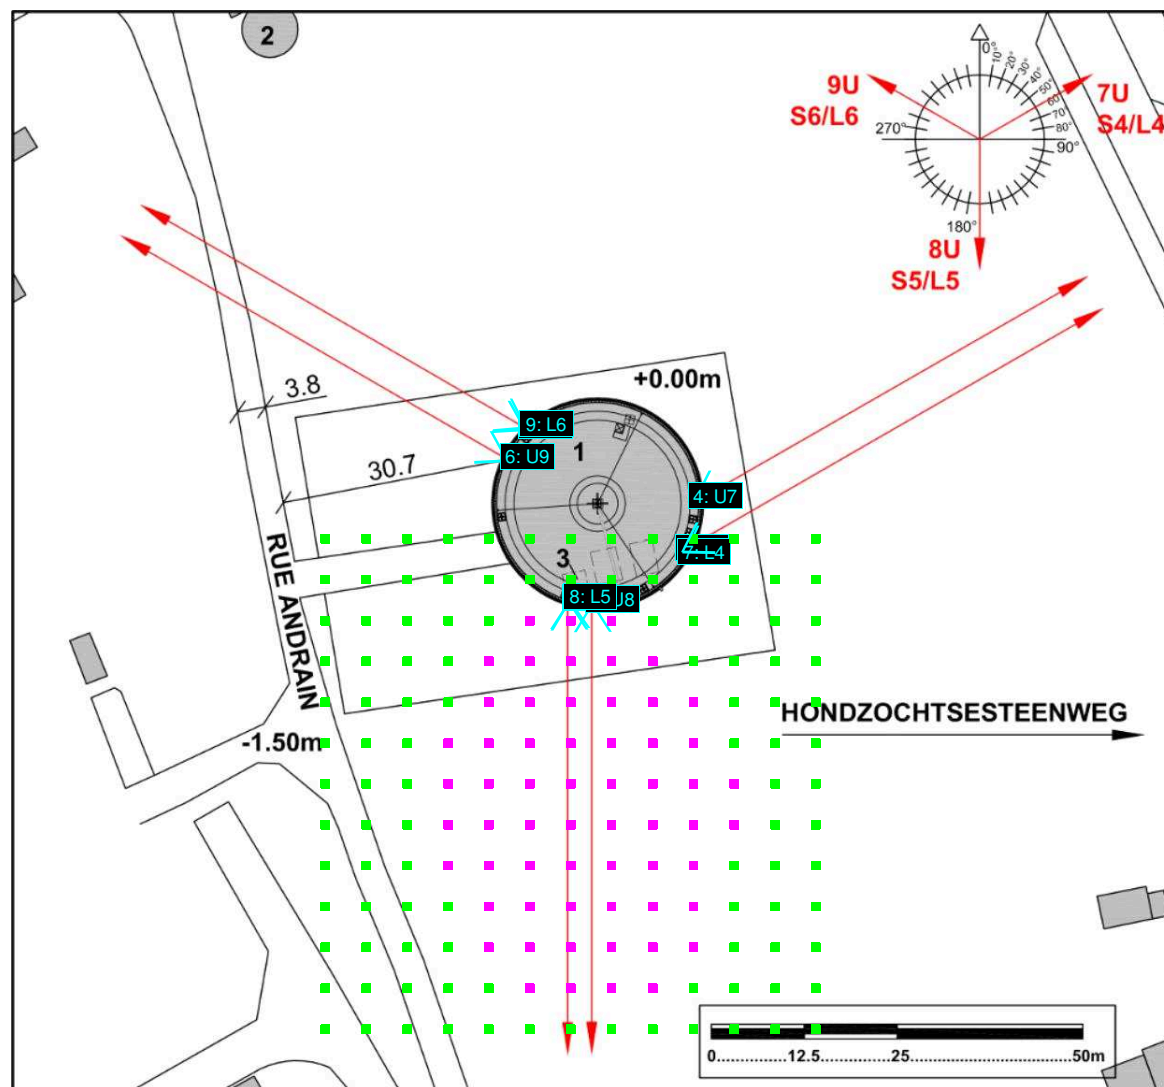 2
0°
10°
20°
30°
40°
50°
60°
70°
80°
90°
180°
270°
9U
S6/L6
7U
S4/L4
8U
S5/L5
3.8
+0.00m
9: L6
6: U9
1
30.7
4: U7
7: L4
3
8: L5
U8
RUE ANDRAIN
HONDZOCHTSESTEENWEG
-1.50m
0..............12.5..............25...................................50m